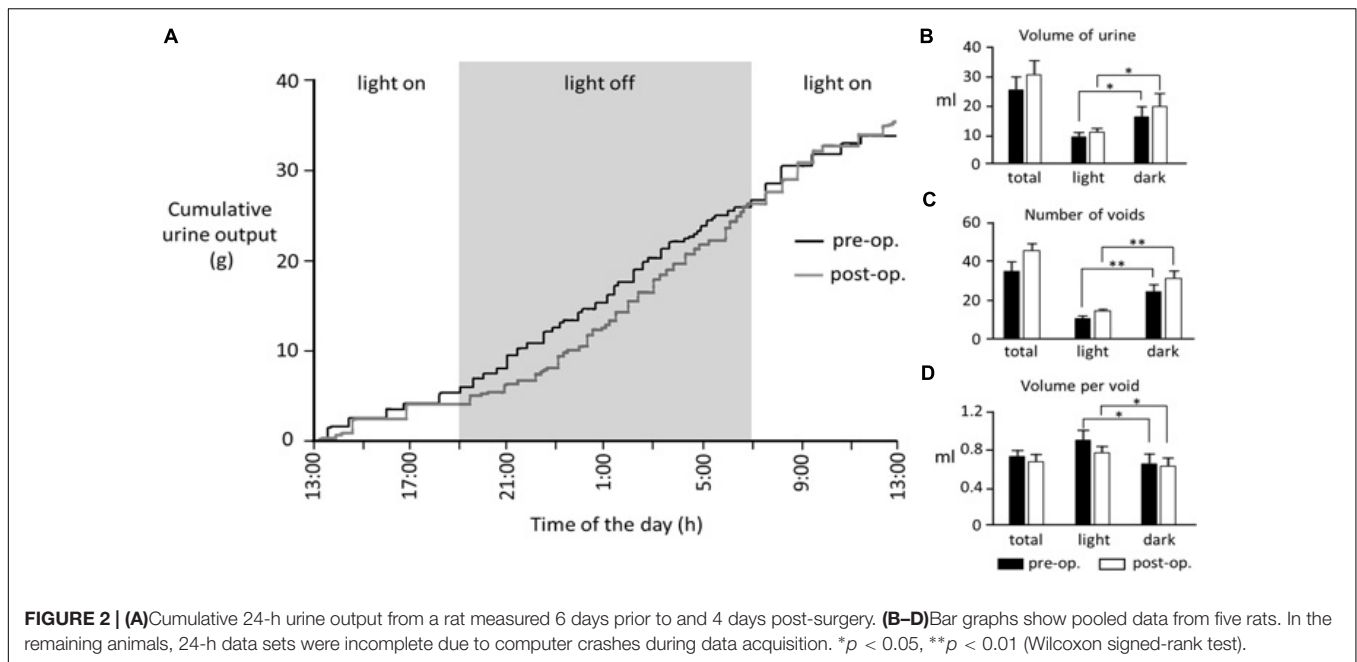 A
light on
light off
light on
40
30
20
10
0
Cumulative
urine output
(g)
pre-op.
post-op.
13:00
17:00
21:00
1:00
5:00
9:00
13:00
Time of the day (h)
B
Volume of urine
40
30
20
10
0
ml
*
*
total
light
dark
C
Number of voids
60
40
20
0
**
**
total
light
dark
D
Volume per void
1.2
0.8
0.4
0
ml
*
*
total
light
dark
pre-op.
post-op.
FIGURE 2 | (A)Cumulative 24-h urine output from a rat measured 6 days prior to and 4 days post-surgery. (B–D)Bar graphs show pooled data from five rats. In the
remaining animals, 24-h data sets were incomplete due to computer crashes during data acquisition. *p < 0.05, **p < 0.01 (Wilcoxon signed-rank test).